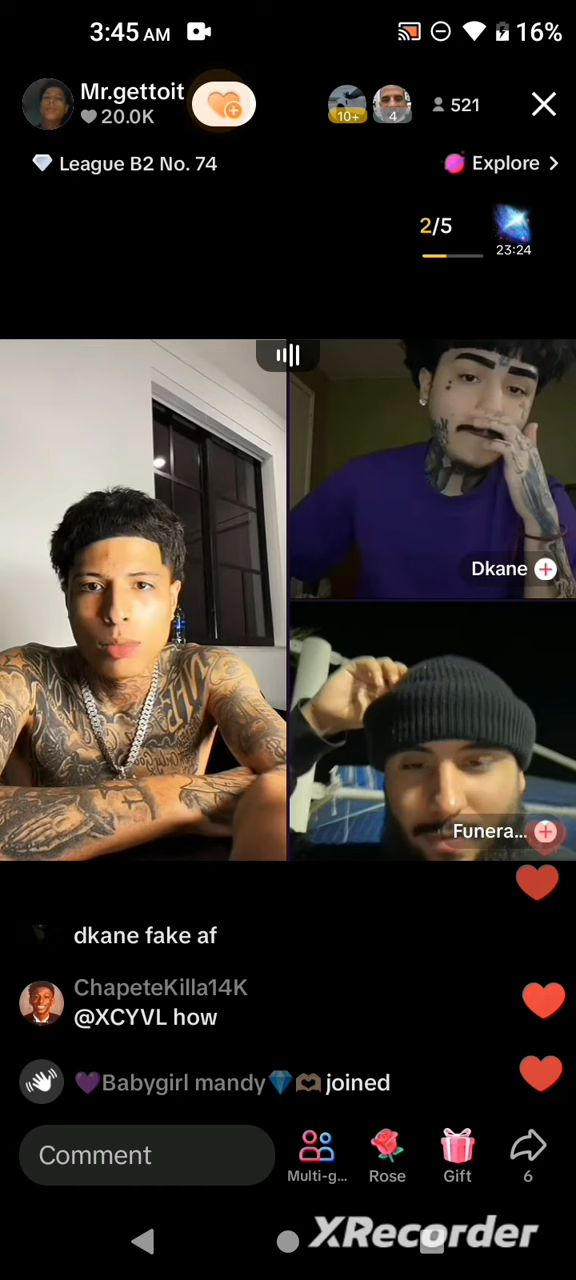 3:45 AM
16%
Mr.gettoit
20.0K
10+
4
521
League B2 No. 74
Explore >
2/5
23:24
Dkane
Funera...
dkane fake af
ChapeteKilla14K
@XCYVL how
💜Babygirl mandy💎🫶🏽 joined
Comment
Multi-g...
Rose
Gift
6
XRecorder